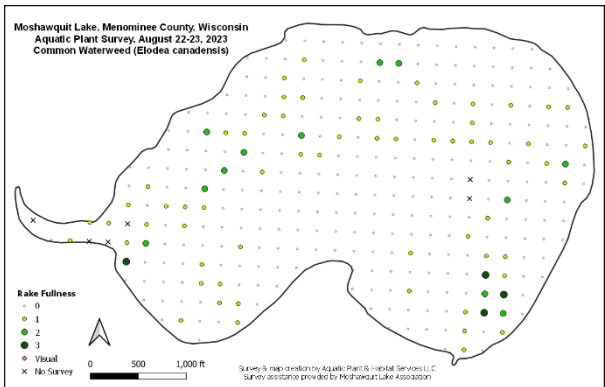 Moshawquit Lake, Menominee County, Wisconsin
Aquatic Plant Survey, August 22-23, 2023
Common Waterweed (Elodea canadensis)
Rake Fullness
0
1
2
3
Visual
No Survey
0 500 1,000 ft
Survey & map creation by Aquatic Plant & Habitat Services LLC
Survey assistance provided by Moshawquit Lake Association